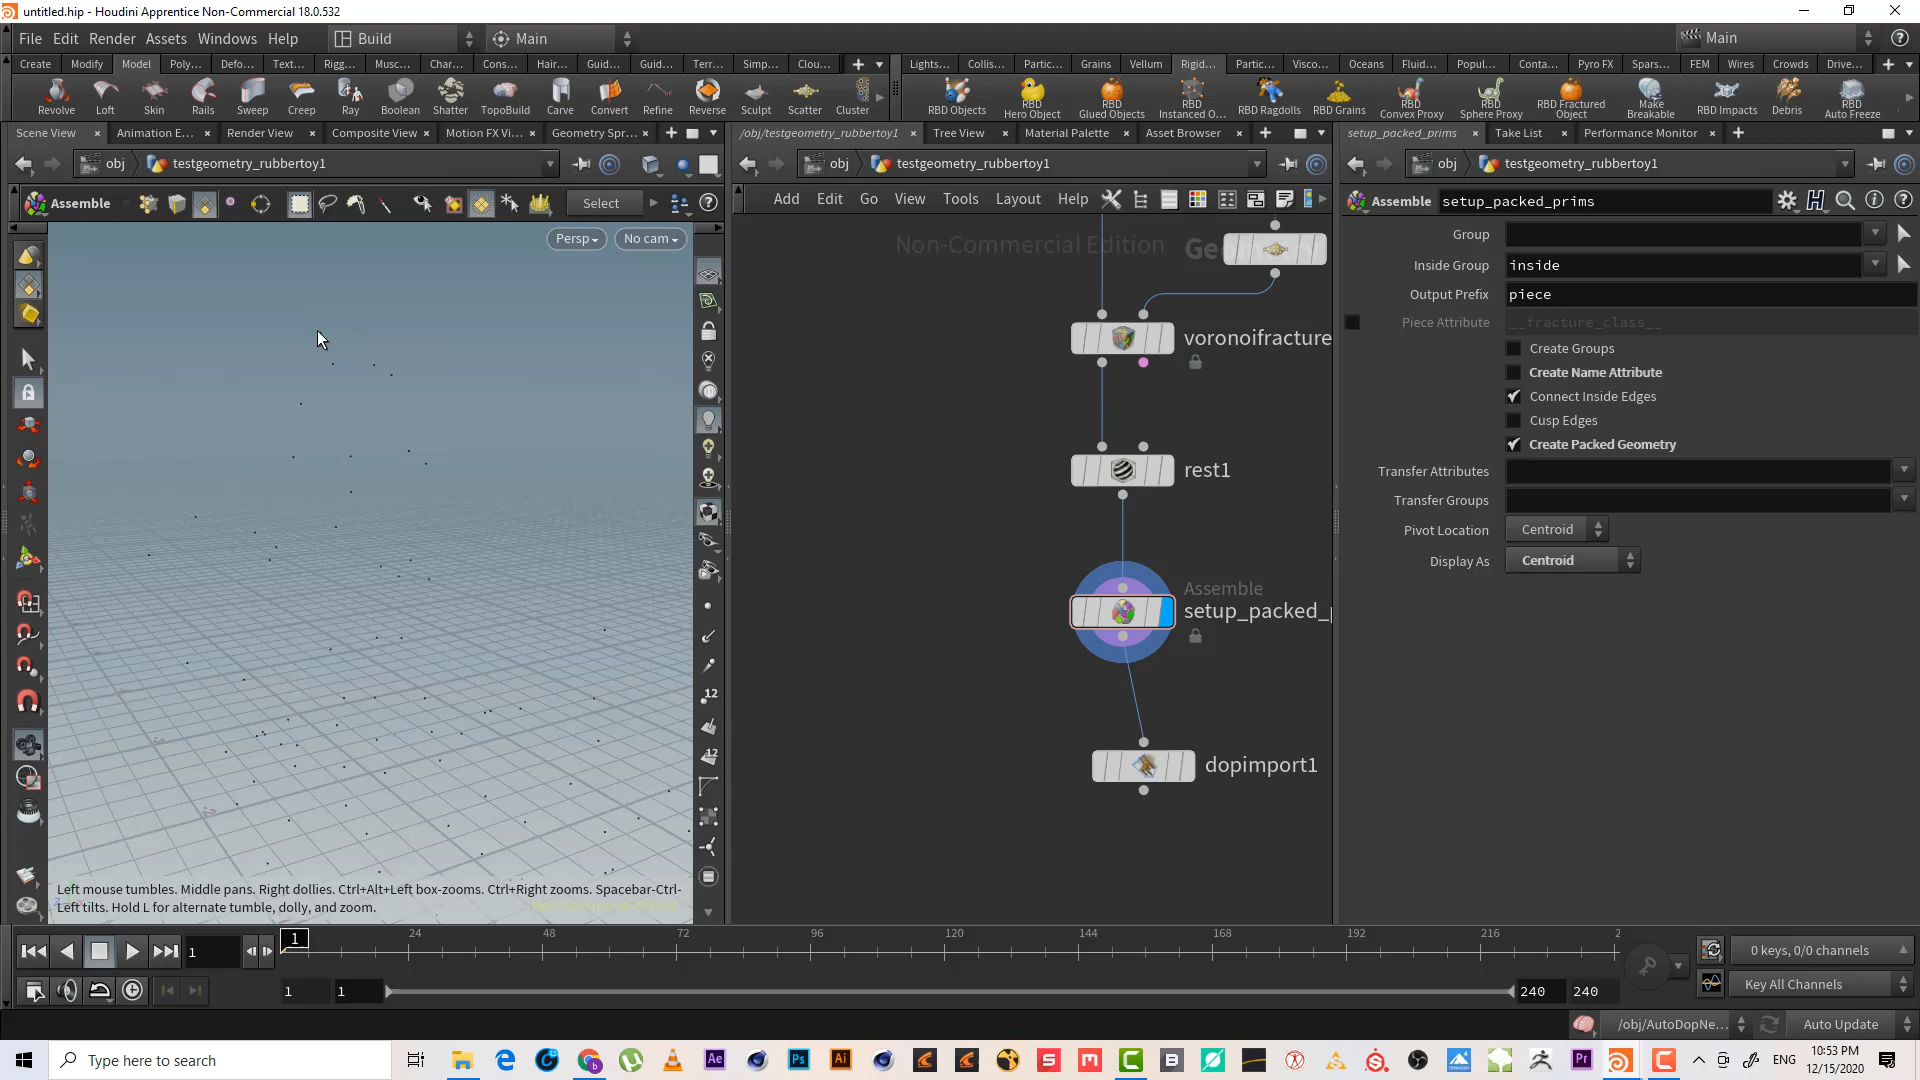 untitled.hip - Houdini Apprentice Non-Commercial 18.0.532
File Edit Render Assets Windows Help Build Main Main
Create Modify Model Poly... Defo... Text... Rigg... Musc... Char... Cons... Hair... Guid... Guid... Terr... Simp... Clou...
Lights... Collis... Partic... Grains Vellum Rigid... Partic... Visco... Oceans Fluid... Popul... Conta... Pyro FX Spars... FEM Wires Crowds Drive...
Revolve Loft Skin Rails Sweep Creep Ray Boolean Shatter TopoBuild Carve Convert Refine Reverse Sculpt Scatter Cluster
RBD Objects
RBD Hero Object
RBD Glued Objects
RBD Instanced O...
RBD Ragdolls
RBD Grains
RBD Convex Proxy
RBD Sphere Proxy
RBD Fractured Object
Make Breakable
RBD Impacts
Debris
RBD Auto Freeze
Scene View Animation E... Render View Composite View Motion FX Vi... Geometry Spr...
/obj/testgeometry_rubbertoy1 Tree View Material Palette Asset Browser
setup_packed_prims Take List Performance Monitor
obj testgeometry_rubbertoy1
obj testgeometry_rubbertoy1
obj testgeometry_rubbertoy1
Assemble Select
Add Edit Go View Tools Layout Help
Assemble setup_packed_prims
Persp No cam
Non-Commercial Edition
Group
Inside Group inside
Output Prefix piece
Piece Attribute __fracture_class__
Create Groups
Create Name Attribute
Connect Inside Edges
Cusp Edges
Create Packed Geometry
Transfer Attributes
Transfer Groups
Pivot Location Centroid
Display As Centroid
voronoifracture
rest1
Assemble
setup_packed_p
dopimport1
12
12
Left mouse tumbles. Middle pans. Right dollies. Ctrl+Alt+Left box-zooms. Ctrl+Right zooms. Spacebar-Ctrl-
Left tilts. Hold L for alternate tumble, dolly, and zoom.
1 1 24 48 72 96 120 144 168 192 216 2
0 keys, 0/0 channels
1 1 240 240
Key All Channels
/obj/AutoDopNe... Auto Update
Type here to search
ENG
10:53 PM
12/15/2020